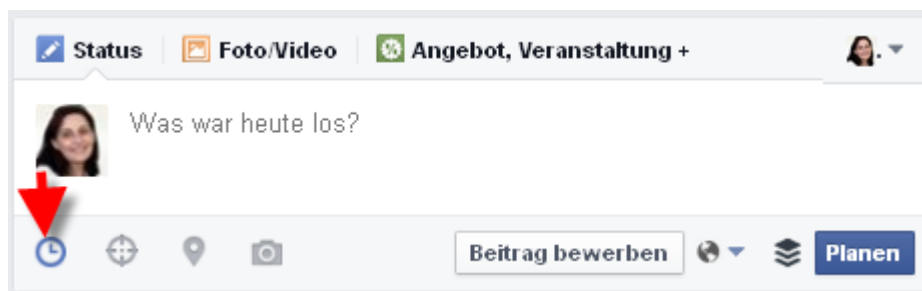 Status Foto/Video Angebot, Veranstaltung +
Was war heute los?
Beitrag bewerben Planen